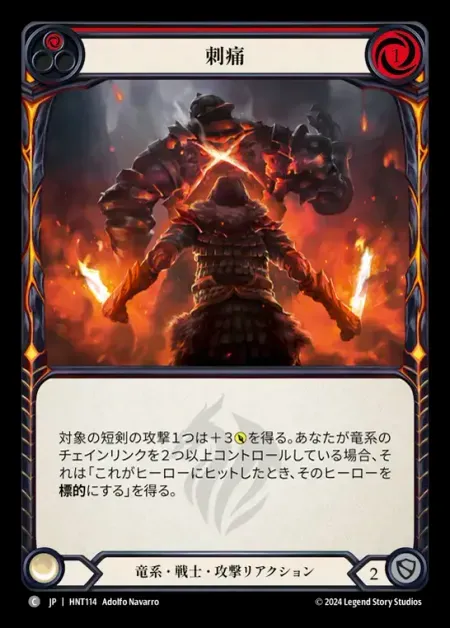 刺痛
1
対象の短剣の攻撃1つは+3を得る。あなたが竜系の
チェインリンクを2つ以上コントロールしている場合、そ
れは「これがヒーローにヒットしたとき、そのヒーローを
標的にする」を得る。
竜系・戦士・攻撃リアクション
2
C JP | HNT114 Adolfo Navarro
© 2024 Legend Story Studios